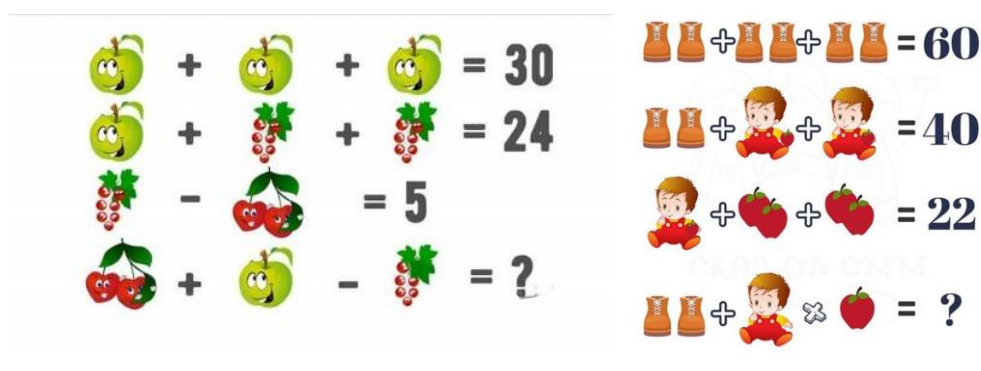 + + = 30
+ + = 24
- = 5
+ - = ?
+ + = 60
+ + = 40
+ + = 22
+ × = ?